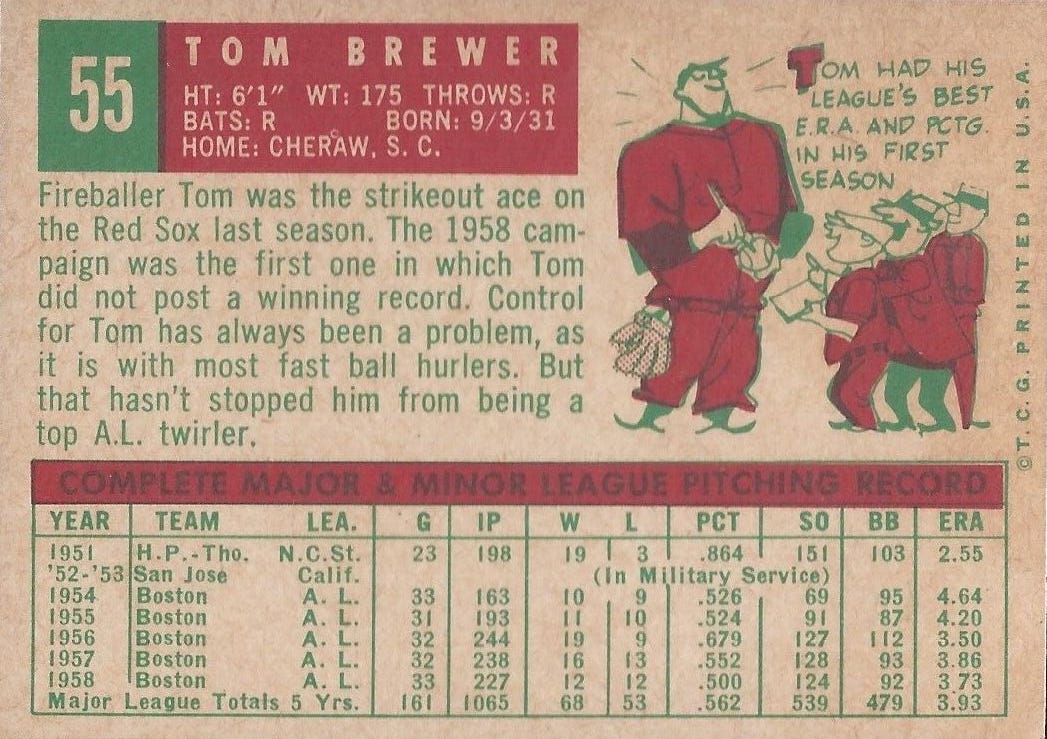 55
TOM BREWER
HT: 6'1" WT: 175 THROWS: R
BATS: R BORN: 9/3/31
HOME: CHERAW, S. C.
Fireballer Tom was the strikeout ace on
the Red Sox last season. The 1958 cam-
paign was the first one in which Tom
did not post a winning record. Control
for Tom has always been a problem, as
it is with most fast ball hurlers. But
that hasn't stopped him from being a
top A.L. twirler.
TOM HAD HIS
LEAGUE'S BEST
E.R.A. AND PCTG.
IN HIS FIRST
SEASON
©T. C. G. PRINTED IN U.S.A.
COMPLETE MAJOR & MINOR LEAGUE PITCHING RECORD
YEAR TEAM LEA. G IP W L PCT SO BB ERA
1951 H.P.-Tho. N.C.St. 23 198 19 3 .864 151 103 2.55
'52-'53 San Jose Calif. (In Military Service)
1954 Boston A. L. 33 163 10 9 .526 69 95 4.64
1955 Boston A. L. 31 193 11 10 .524 91 87 4.20
1956 Boston A. L. 32 244 19 9 .679 127 112 3.50
1957 Boston A. L. 32 238 16 13 .552 128 93 3.86
1958 Boston A. L. 33 227 12 12 .500 124 92 3.73
Major League Totals 5 Yrs. 161 1065 68 53 .562 539 479 3.93